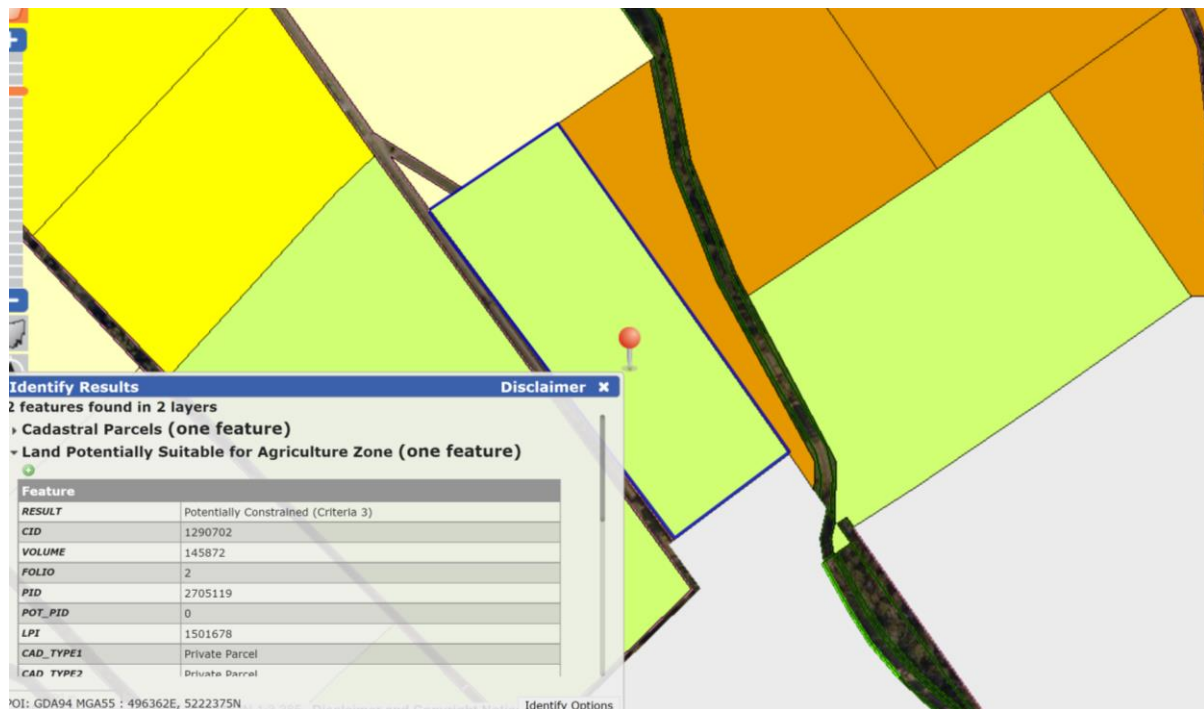 Identify Results Disclaimer ✖
2 features found in 2 layers
Cadastral Parcels (one feature)
Land Potentially Suitable for Agriculture Zone (one feature)
Feature
RESULT Potentially Constrained (Criteria 3)
CID 1290702
VOLUME 145872
FOLIO 2
PID 2705119
POT_PID 0
LPI 1501678
CAD_TYPE1 Private Parcel
CAD_TYPE2 Private Parcel
POI: GDA94 MGA55 : 496362E, 5222375N Identify Options